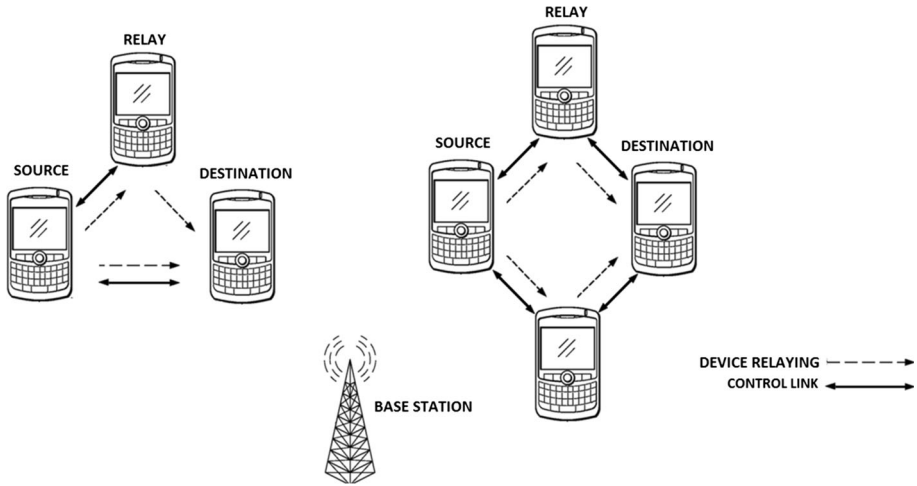 RELAY
SOURCE
DESTINATION
RELAY
SOURCE
DESTINATION
BASE STATION
DEVICE RELAYING
CONTROL LINK